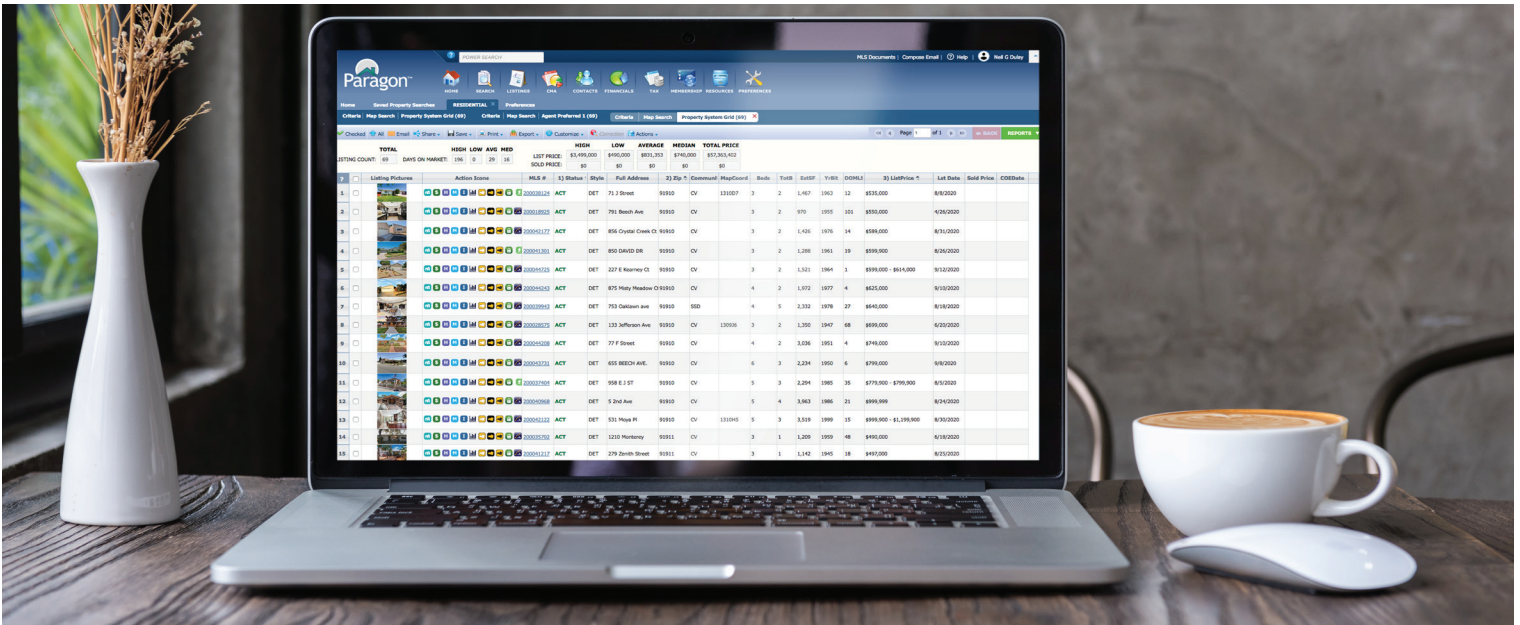 POWER SEARCH
MLS Documents | Compose Email | Help | Neil G Duley
Paragon™
HOME SEARCH LISTINGS CMA CONTACTS FINANCIALS TAX MEMBERSHIP RESOURCES PREFERENCES
Home Saved Property Searches RESIDENTIAL Preferences
Criteria | Map Search | Property System Grid (69) Criteria | Map Search | Agent Preferred 1 (69) Criteria | Map Search | Property System Grid (69)
Checked All Email Share Save Print Export Customize Correction Actions Page 1 of 1 BACK REPORTS
TOTAL HIGH LOW AVG MED HIGH LOW AVERAGE MEDIAN TOTAL PRICE
LISTING COUNT: 69 DAYS ON MARKET: 196 0 29 16 LIST PRICE: $3,499,000 $490,000 $831,353 $740,000 $57,363,402
SOLD PRICE: $0 $0 $0 $0 $0
? Listing Pictures Action Icons MLS # 1) Status Style Full Address 2) Zip Communi MapCoord Beds TotB EstSF YrBlt DOMLS 3) ListPrice Lst Date Sold Price COEDate
1 200038124 ACT DET 71 J Street 91910 CV 1310D7 3 2 1,467 1963 12 $535,000 8/8/2020
2 200018925 ACT DET 791 Beech Ave 91910 CV 3 2 970 1955 101 $550,000 4/26/2020
3 200042177 ACT DET 856 Crystal Creek Ct 91910 CV 3 2 1,426 1976 14 $589,000 8/31/2020
4 200041301 ACT DET 850 DAVID DR 91910 CV 3 2 1,288 1961 19 $599,900 8/26/2020
5 200044725 ACT DET 227 E Kearney Ct 91910 CV 3 2 1,521 1964 1 $599,000 - $614,000 9/12/2020
6 200044243 ACT DET 875 Misty Meadow 91910 CV 4 2 1,972 1977 4 $625,000 9/10/2020
7 200039943 ACT DET 753 Oaklawn ave 91910 SSD 4 5 2,332 1978 27 $640,000 8/18/2020
8 200028575 ACT DET 133 Jefferson Ave 91910 CV 3 2 1,350 1947 68 $699,000 6/20/2020
9 200044208 ACT DET 77 F Street 91910 CV 4 2 3,036 1951 4 $749,000 9/10/2020
10 200043731 ACT DET 655 BEECH AVE. 91910 CV 6 3 2,234 1950 6 $799,000 9/8/2020
11 200037404 ACT DET 958 E J ST 91910 CV 5 3 2,294 1985 35 $779,900 - $799,900 8/5/2020
12 200040968 ACT DET 5 2nd Ave 91910 CV 5 4 3,963 1986 21 $999,999 8/24/2020
13 200042122 ACT DET 531 Moya Pl 91910 CV 1310H5 5 3 3,519 1999 15 $999,900 - $1,199,900 8/30/2020
14 200035702 ACT DET 1210 Monterey 91911 CV 3 1 1,209 1959 48 $490,000 6/18/2020
15 200041217 ACT DET 279 Zenith Street 91911 CV 3 1 1,142 1945 18 $497,000 8/25/2020